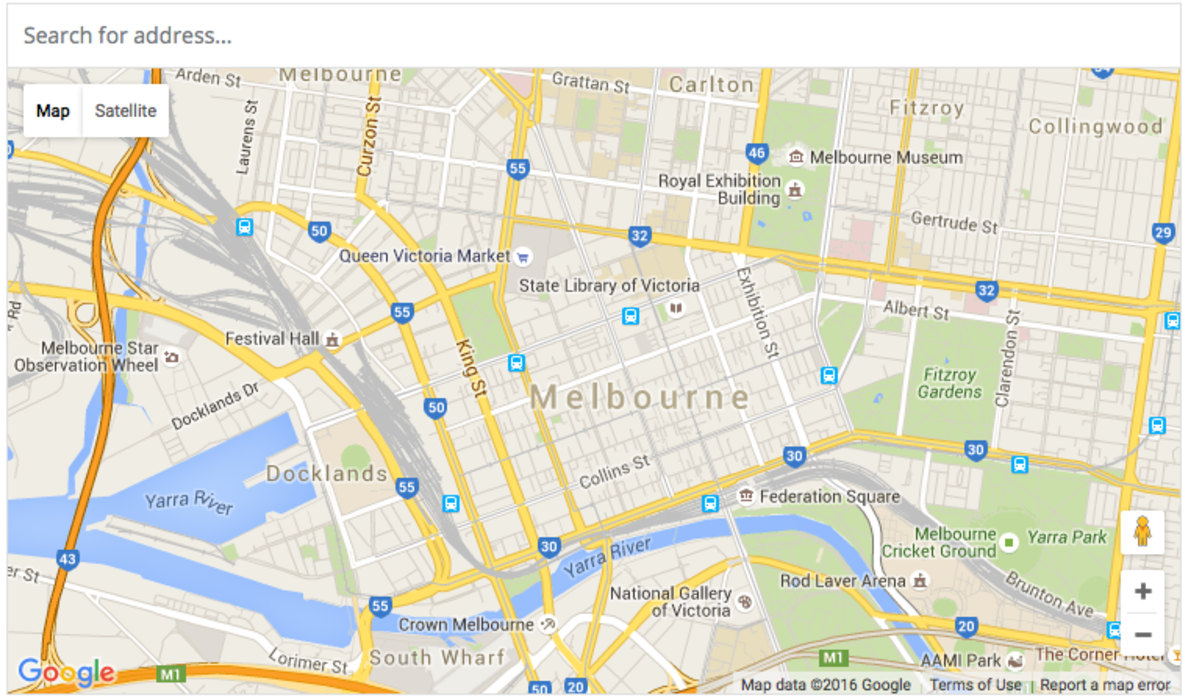 Search for address...
Map
Satellite
Arden St
Melbourne
Grattan St
Carlton
Fitzroy
Collingwood
Laurens St
Curzon St
55
46
Melbourne Museum
Royal Exhibition
Building
Gertrude St
29
50
32
Queen Victoria Market
State Library of Victoria
Exhibition St
32
Albert St
55
Festival Hall
Melbourne Star
Observation Wheel
Rd
King St
Clarendon St
Fitzroy
Gardens
Docklands Dr
50
Melbourne
30
30
Collins St
Docklands
55
Yarra River
Federation Square
Melbourne
Cricket Ground
Yarra Park
43
30
Yarra River
Rod Laver Arena
Brunton Ave
er St
55
National Gallery
of Victoria
Crown Melbourne
20
Lorimer St
South Wharf
M1
AAMI Park
The Corner Hotel
Google
M1
50
20
Map data ©2016 Google
Terms of Use
Report a map error